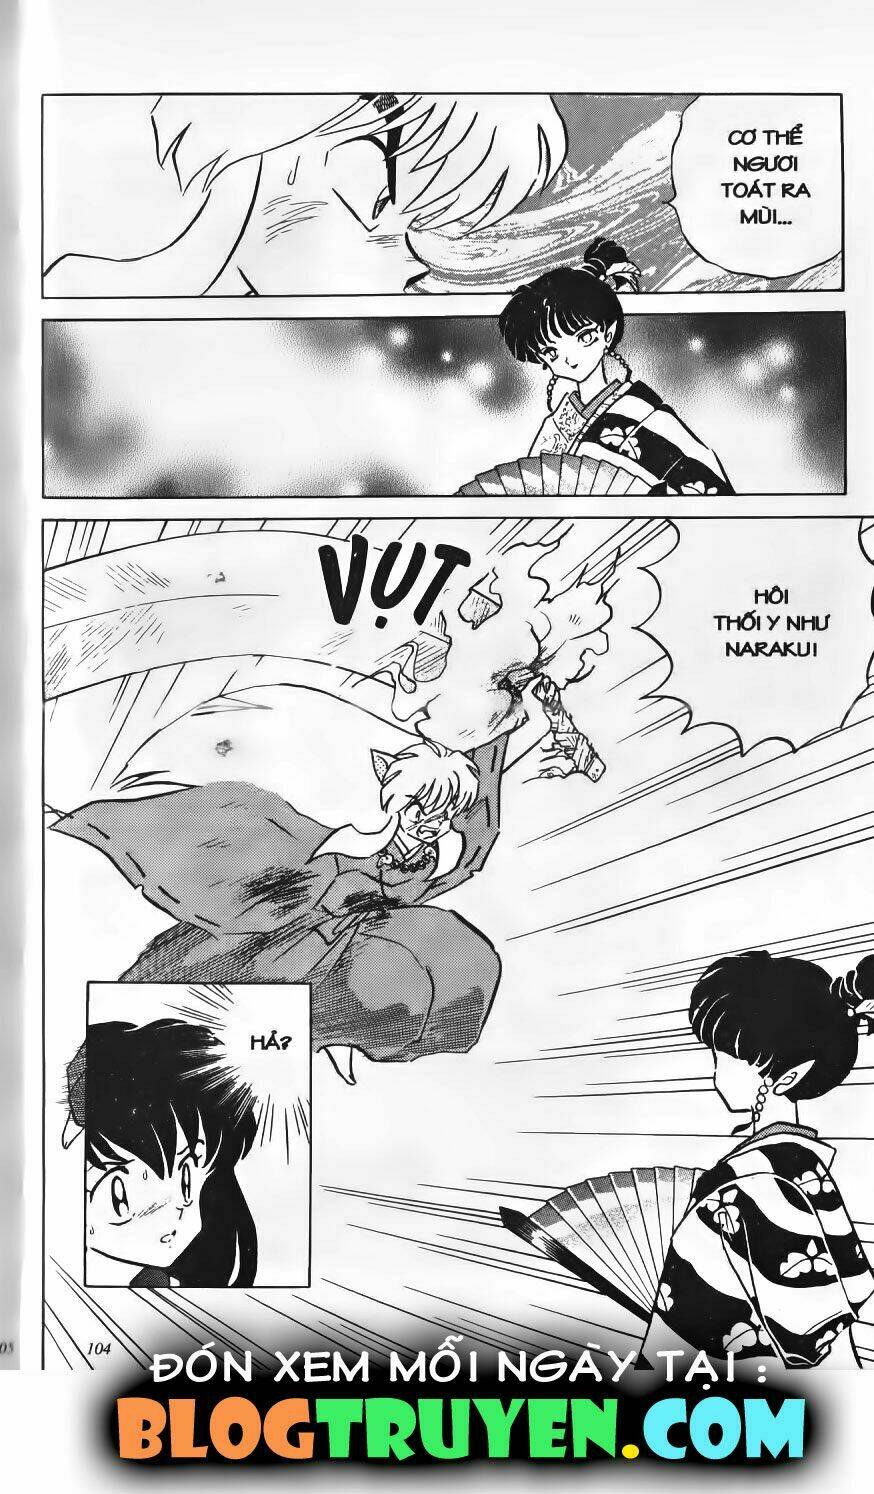 CƠ THỂ
NGƯƠI
TOÁT RA
MÙI...
VỤT
HÔI
THỐI Y NHƯ
NARAKU!
HẢ?
104
ĐÓN XEM MỖI NGÀY TẠI :
BLOGTRUYEN.COM